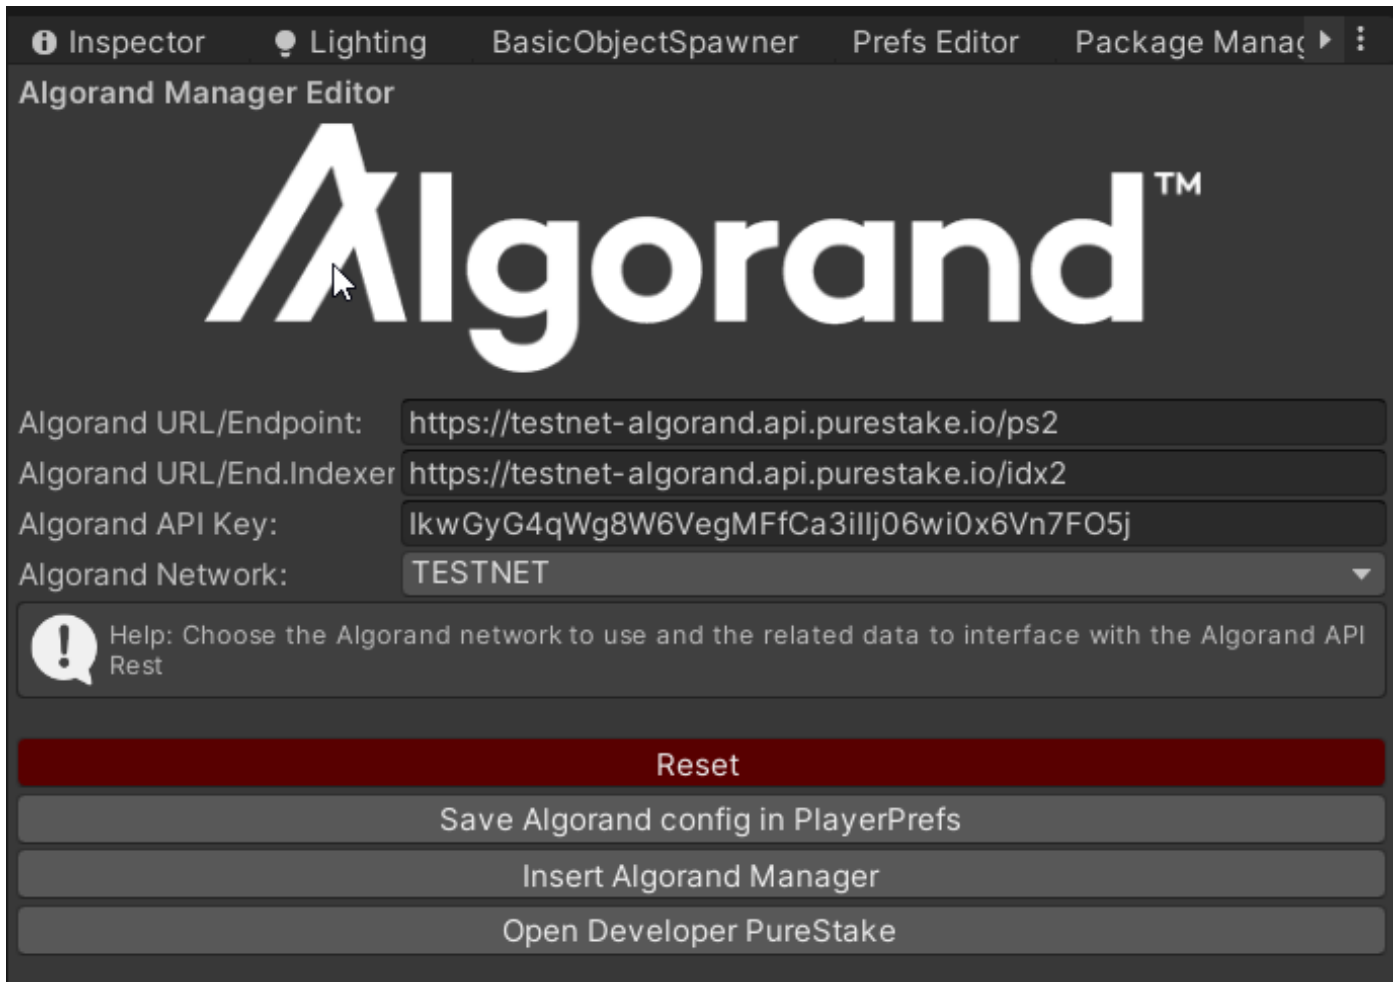 Inspector Lighting BasicObjectSpawner Prefs Editor Package Manag
Algorand Manager Editor
Algorand™
Algorand URL/Endpoint: https://testnet-algorand.api.purestake.io/ps2
Algorand URL/End.Indexer https://testnet-algorand.api.purestake.io/idx2
Algorand API Key: IkwGyG4qWg8W6VegMFfCa3iIlj06wi0x6Vn7FO5j
Algorand Network: TESTNET
Help: Choose the Algorand network to use and the related data to interface with the Algorand API
Rest
Reset
Save Algorand config in PlayerPrefs
Insert Algorand Manager
Open Developer PureStake